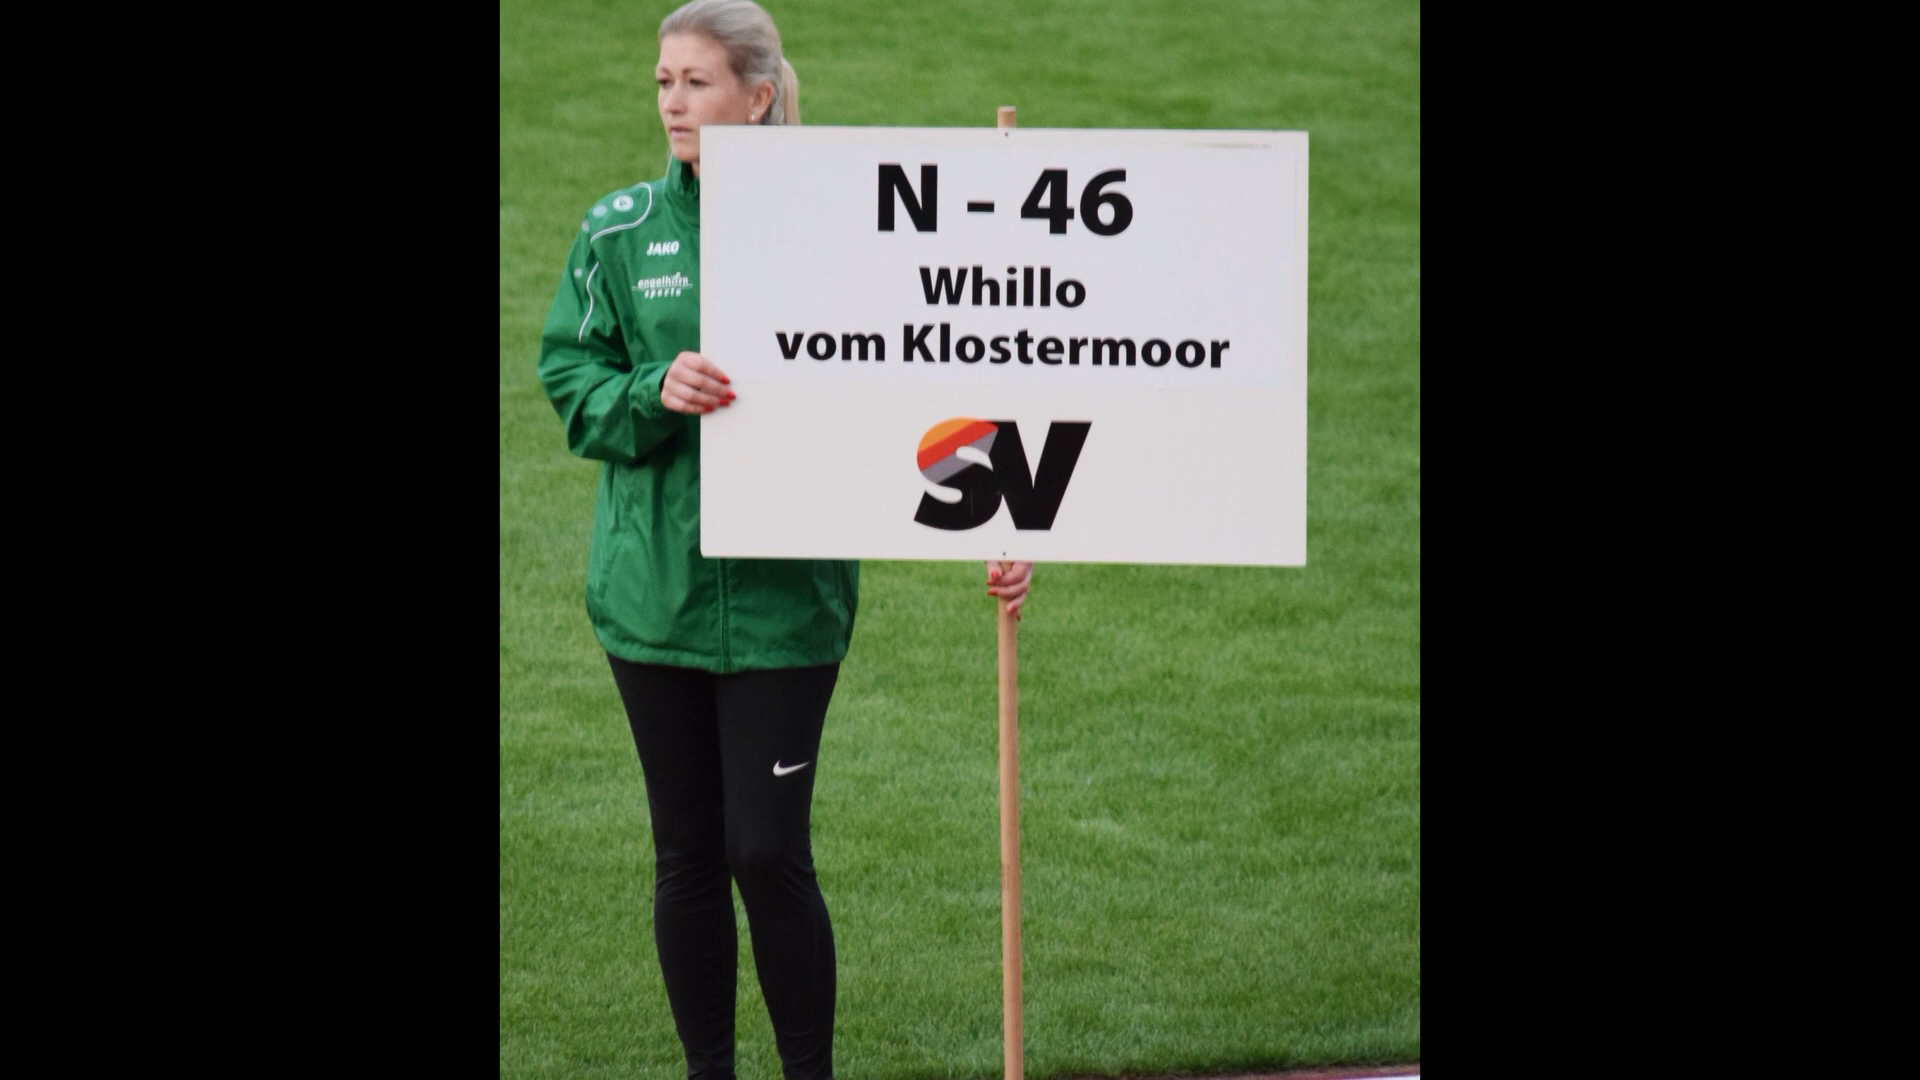 N - 46
Whillo
vom Klostermoor
SV
JAKO
engelhorn
sports